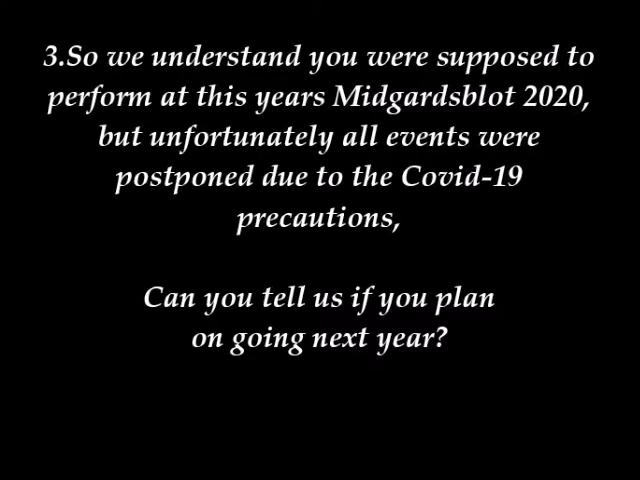 3.So we understand you were supposed to
perform at this years Midgardsblot 2020,
but unfortunately all events were
postponed due to the Covid-19
precautions,
Can you tell us if you plan
on going next year?